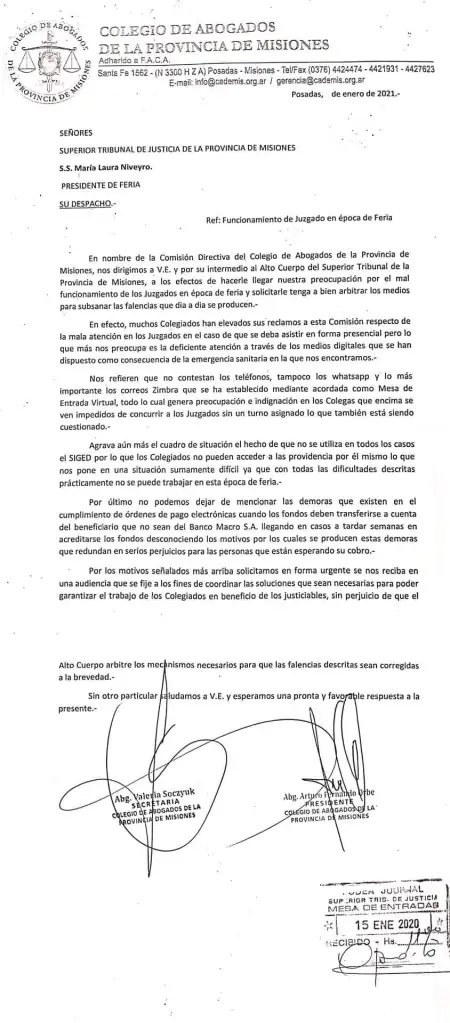 COLEGIO DE ABOGADOS
DE LA PROVINCIA DE MISIONES
COLEGIO DE ABOGADOS
DE LA PROVINCIA DE MISIONES
Adherido a F.A.C.A.
Santa Fe 1562 - (N 3300 H Z A) Posadas - Misiones - Tel/Fax (0376) 4424474 - 4421931 - 4427623
E-mail: info@cademis.org.ar / gerencia@cademis.org.ar
Posadas, de enero de 2021.-
SEÑORES
SUPERIOR TRIBUNAL DE JUSTICIA DE LA PROVINCIA DE MISIONES
S.S. María Laura Niveyro.
PRESIDENTE DE FERIA
SU DESPACHO.-
Ref: Funcionamiento de Juzgado en época de Feria
En nombre de la Comisión Directiva del Colegio de Abogados de la Provincia de
Misiones, nos dirigimos a V.E. y por su intermedio al Alto Cuerpo del Superior Tribunal de la
Provincia de Misiones, a los efectos de hacerle llegar nuestra preocupación por el mal
funcionamiento de los Juzgados en época de feria y solicitarle tenga a bien arbitrar los medios
para subsanar las falencias que día a día se producen.-
En efecto, muchos Colegiados han elevados sus reclamos a esta Comisión respecto de
la mala atención en los Juzgados en el caso de que se deba asistir en forma presencial pero lo
que más nos preocupa es la deficiente atención a través de los medios digitales que se han
dispuesto como consecuencia de la emergencia sanitaria en la que nos encontramos.-
Nos refieren que no contestan los teléfonos, tampoco los whatsapp y lo más
importante los correos Zimbra que se ha establecido mediante acordada como Mesa de
Entrada Virtual, todo lo cual genera preocupación e indignación en los Colegas que encima se
ven impedidos de concurrir a los Juzgados sin un turno asignado lo que también está siendo
cuestionado.-
Agrava aún más el cuadro de situación el hecho de que no se utiliza en todos los casos
el SIGED por lo que los Colegiados no pueden acceder a las providencia por él mismo lo que
nos pone en una situación sumamente difícil ya que con todas las dificultades descritas
prácticamente no se puede trabajar en esta época de feria.-
Por último no podemos dejar de mencionar las demoras que existen en el
cumplimiento de órdenes de pago electrónicas cuando los fondos deben transferirse a cuenta
del beneficiario que no sean del Banco Macro S.A. llegando en casos a tardar semanas en
acreditarse los fondos desconociendo los motivos por los cuales se producen estas demoras
que redundan en serios perjuicios para las personas que están esperando su cobro.-
Por los motivos señalados más arriba solicitamos en forma urgente se nos reciba en
una audiencia que se fije a los fines de coordinar las soluciones que sean necesarias para poder
garantizar el trabajo de los Colegiados en beneficio de los justiciables, sin perjuicio de que el
Alto Cuerpo arbitre los mecanismos necesarios para que las falencias descritas sean corregidas
a la brevedad.-
Sin otro particular saludamos a V.E. y esperamos una pronta y favorable respuesta a la
presente.-
Abg. Valeria Soczyuk
SECRETARIA
COLEGIO DE ABOGADOS DE LA
PROVINCIA DE MISIONES
Abg. Arturo Fernando Orbe
PRESIDENTE
COLEGIO DE ABOGADOS DE LA
PROVINCIA DE MISIONES
PODER JUDICIAL
SUPERIOR TRIB. DE JUSTICIA
MESA DE ENTRADAS
15 ENE 2020
RECIBIDO - Hs.